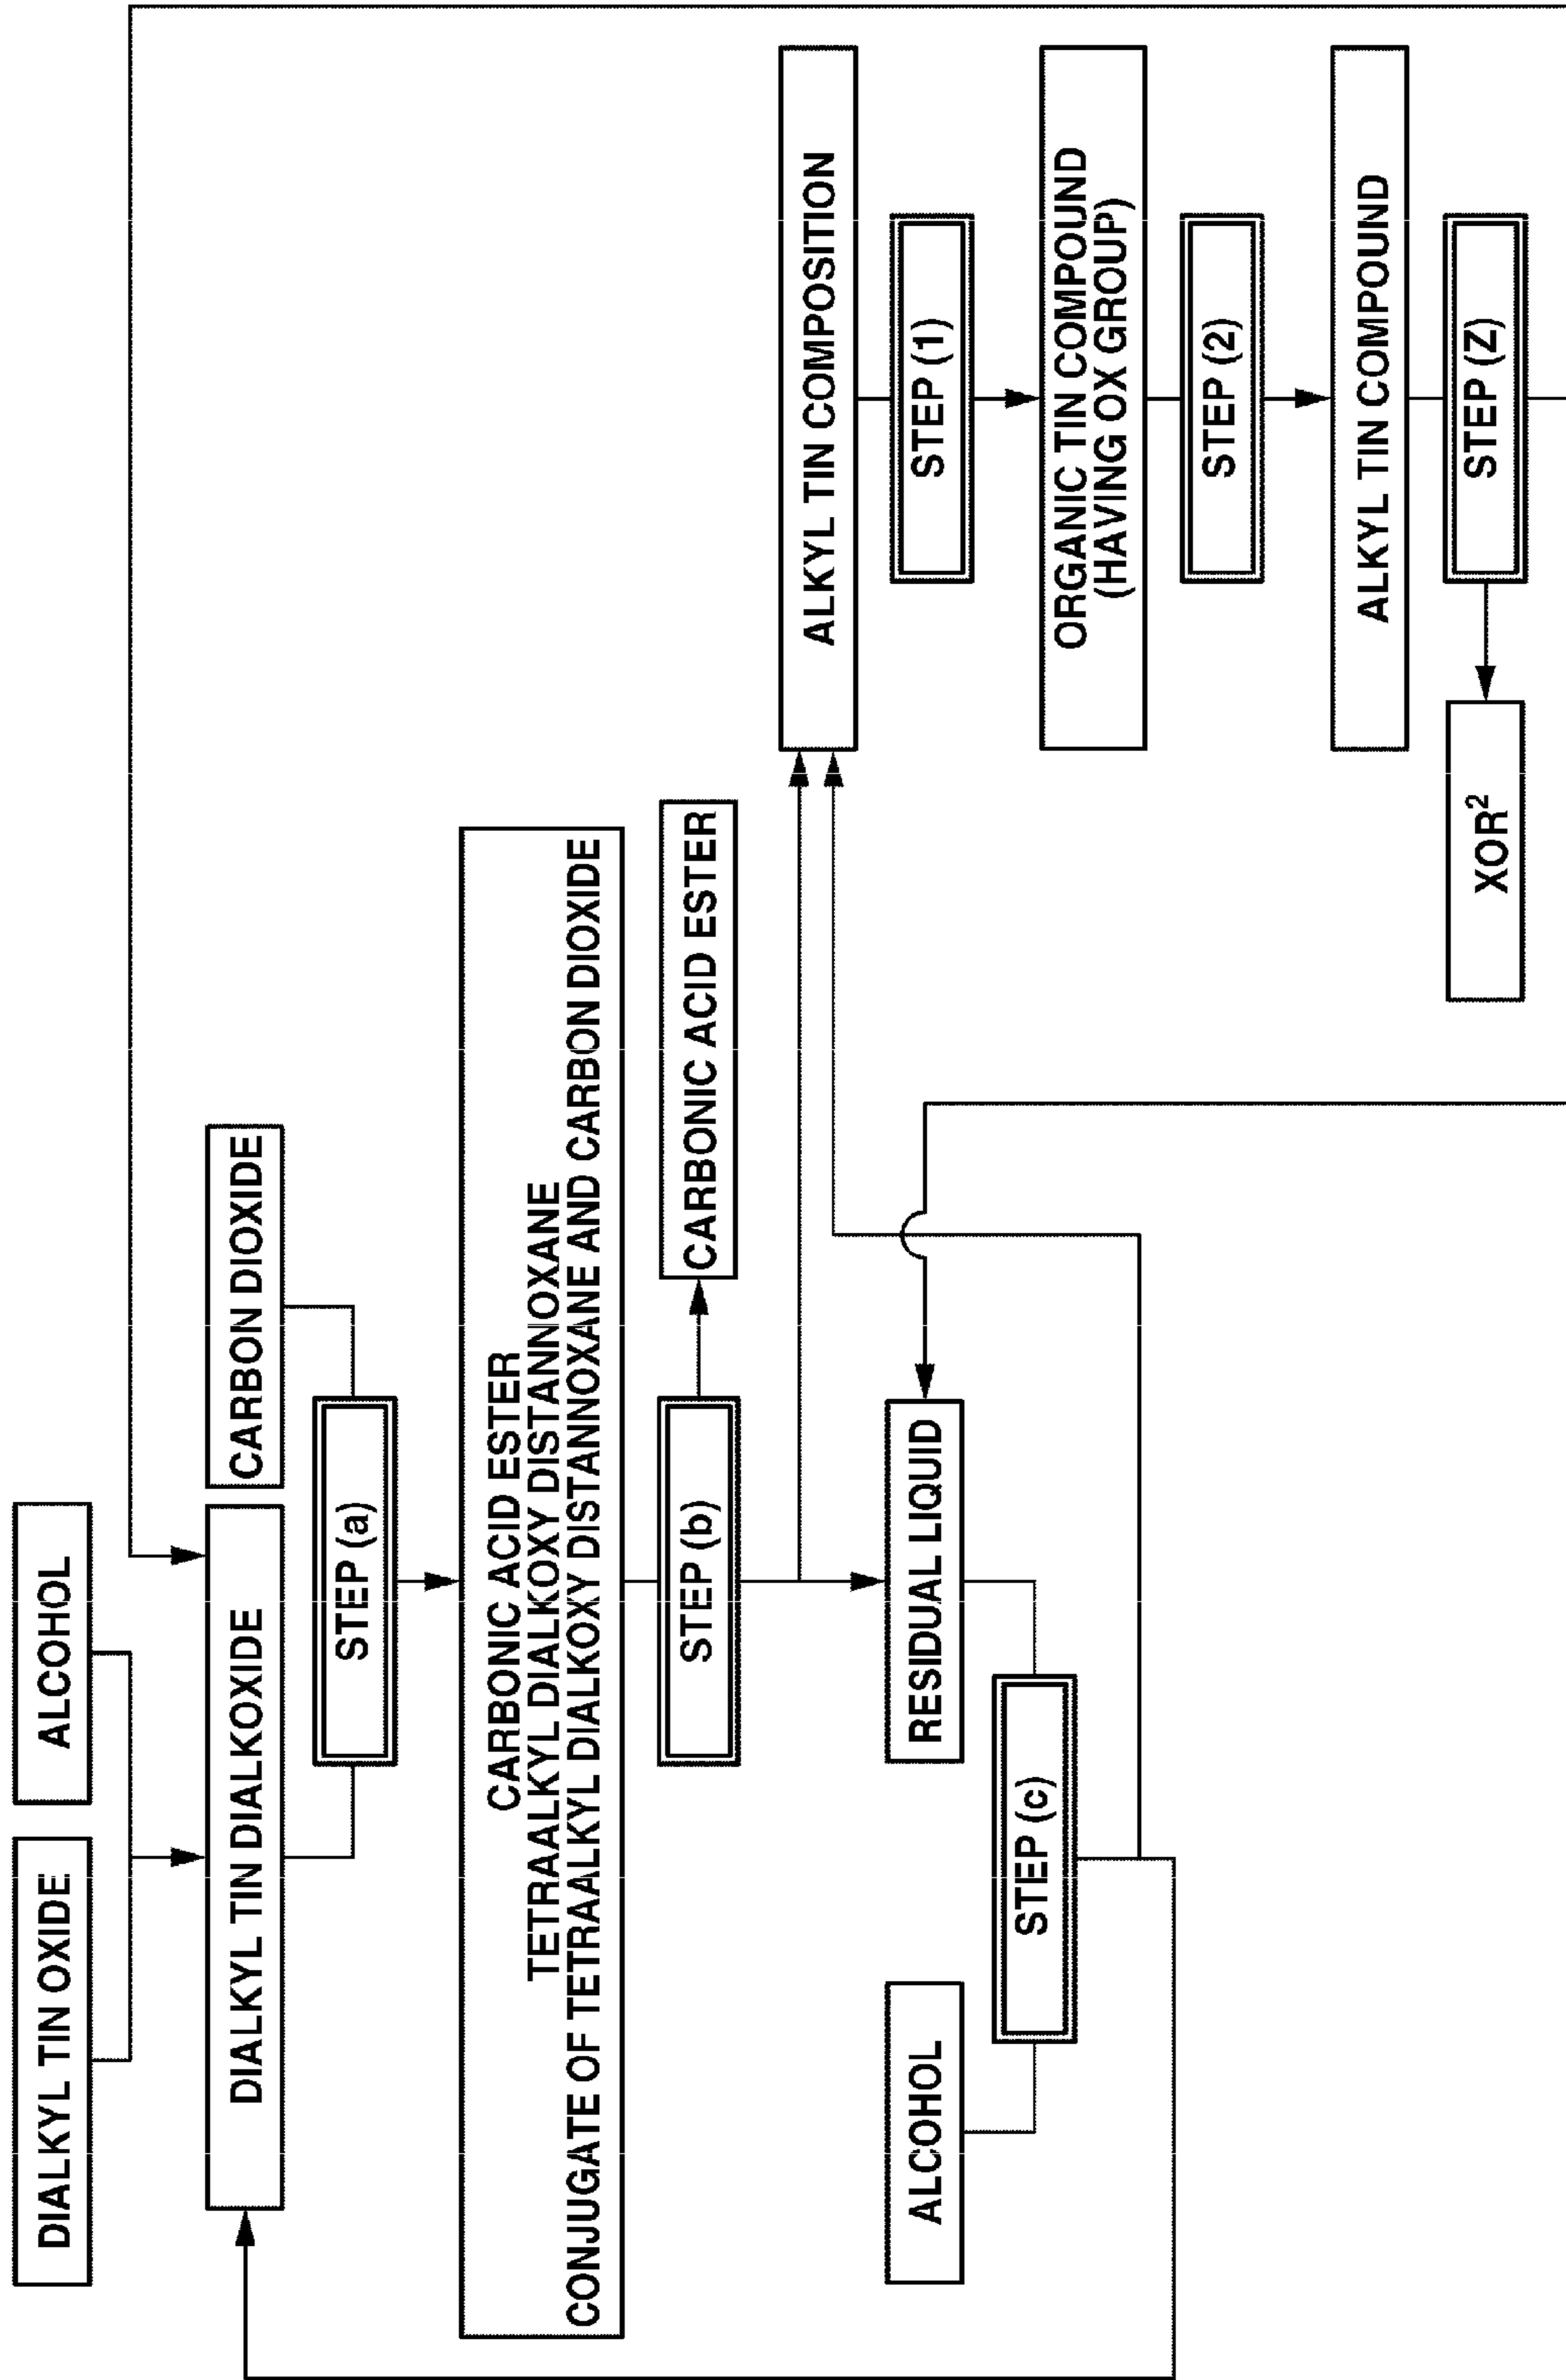 DIALKYL TIN OXIDE
ALCOHOL
DIALKYL TIN DIALKOXIDE
CARBON DIOXIDE
STEP (a)
CARBONIC ACID ESTER
TETRAALKYL DIALKOXY DISTANNOXANE
CONJUGATE OF TETRAALKYL DIALKOXY DISTANNOXANE AND CARBON DIOXIDE
STEP (b)
CARBONIC ACID ESTER
ALCOHOL
RESIDUAL LIQUID
STEP (c)
ALKYL TIN COMPOSITION
STEP (1)
ORGANIC TIN COMPOUND
(HAVING OX GROUP)
STEP (2)
ALKYL TIN COMPOUND
STEP (Z)
XOR²